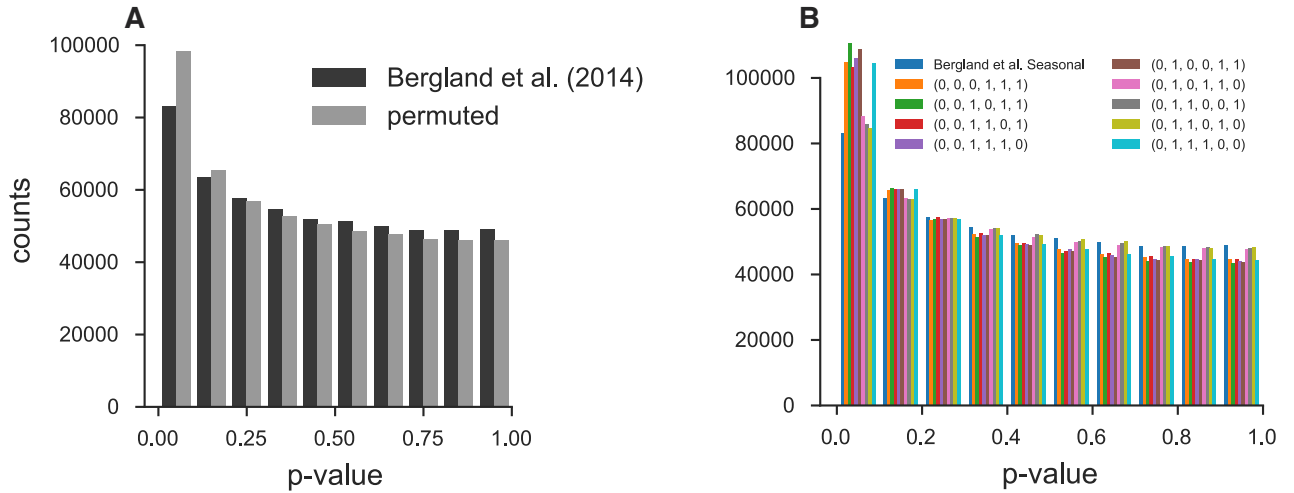 A
100000
80000
60000
40000
20000
0
counts
0.00 0.25 0.50 0.75 1.00
p-value
Bergland et al. (2014)
permuted
B
100000
80000
60000
40000
20000
0
0.0 0.2 0.4 0.6 0.8 1.0
p-value
Bergland et al. Seasonal
(0, 0, 0, 1, 1, 1)
(0, 0, 1, 0, 1, 1)
(0, 0, 1, 1, 0, 1)
(0, 0, 1, 1, 1, 0)
(0, 1, 0, 0, 1, 1)
(0, 1, 0, 1, 1, 0)
(0, 1, 1, 0, 0, 1)
(0, 1, 1, 0, 1, 0)
(0, 1, 1, 1, 0, 0)